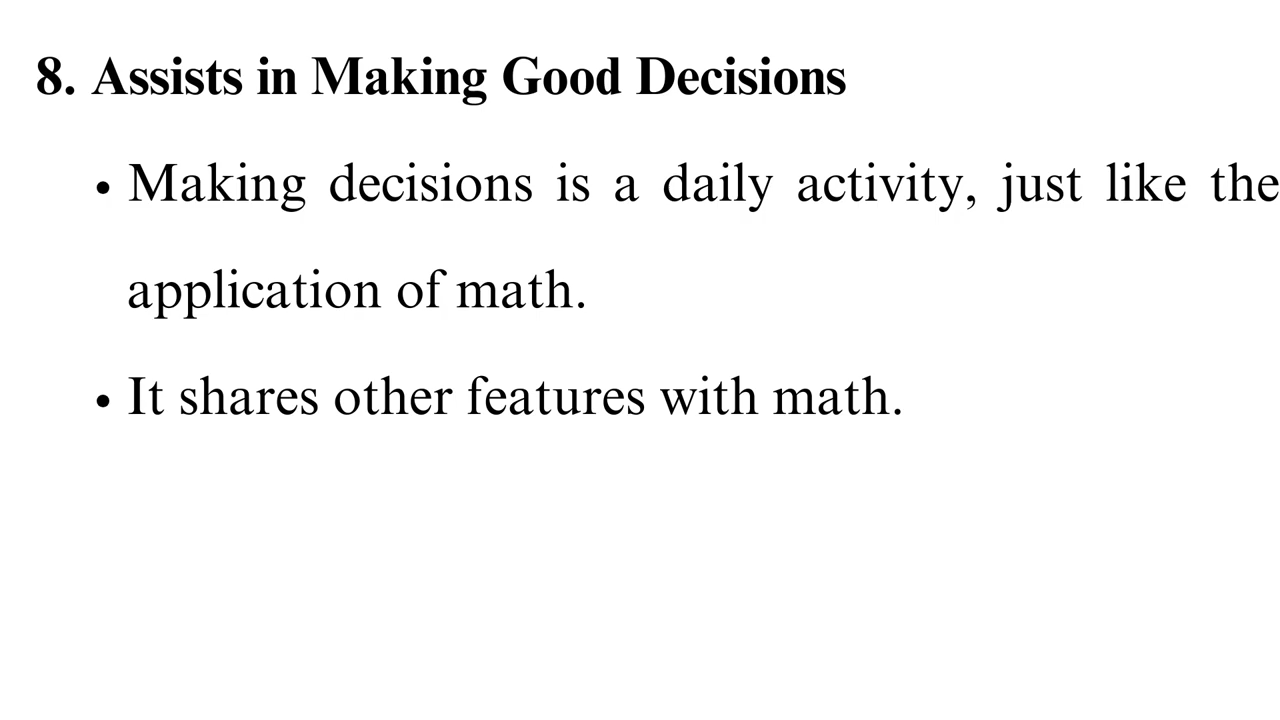 8. Assists in Making Good Decisions
• Making decisions is a daily activity, just like the
application of math.
• It shares other features with math.